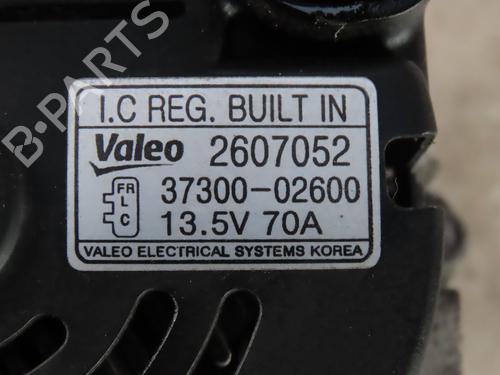 I.C REG. BUILT IN
Valeo 2607052
FR
L
C
37300-02600
13.5V 70A
VALEO ELECTRICAL SYSTEMS KOREA
B-PARTS